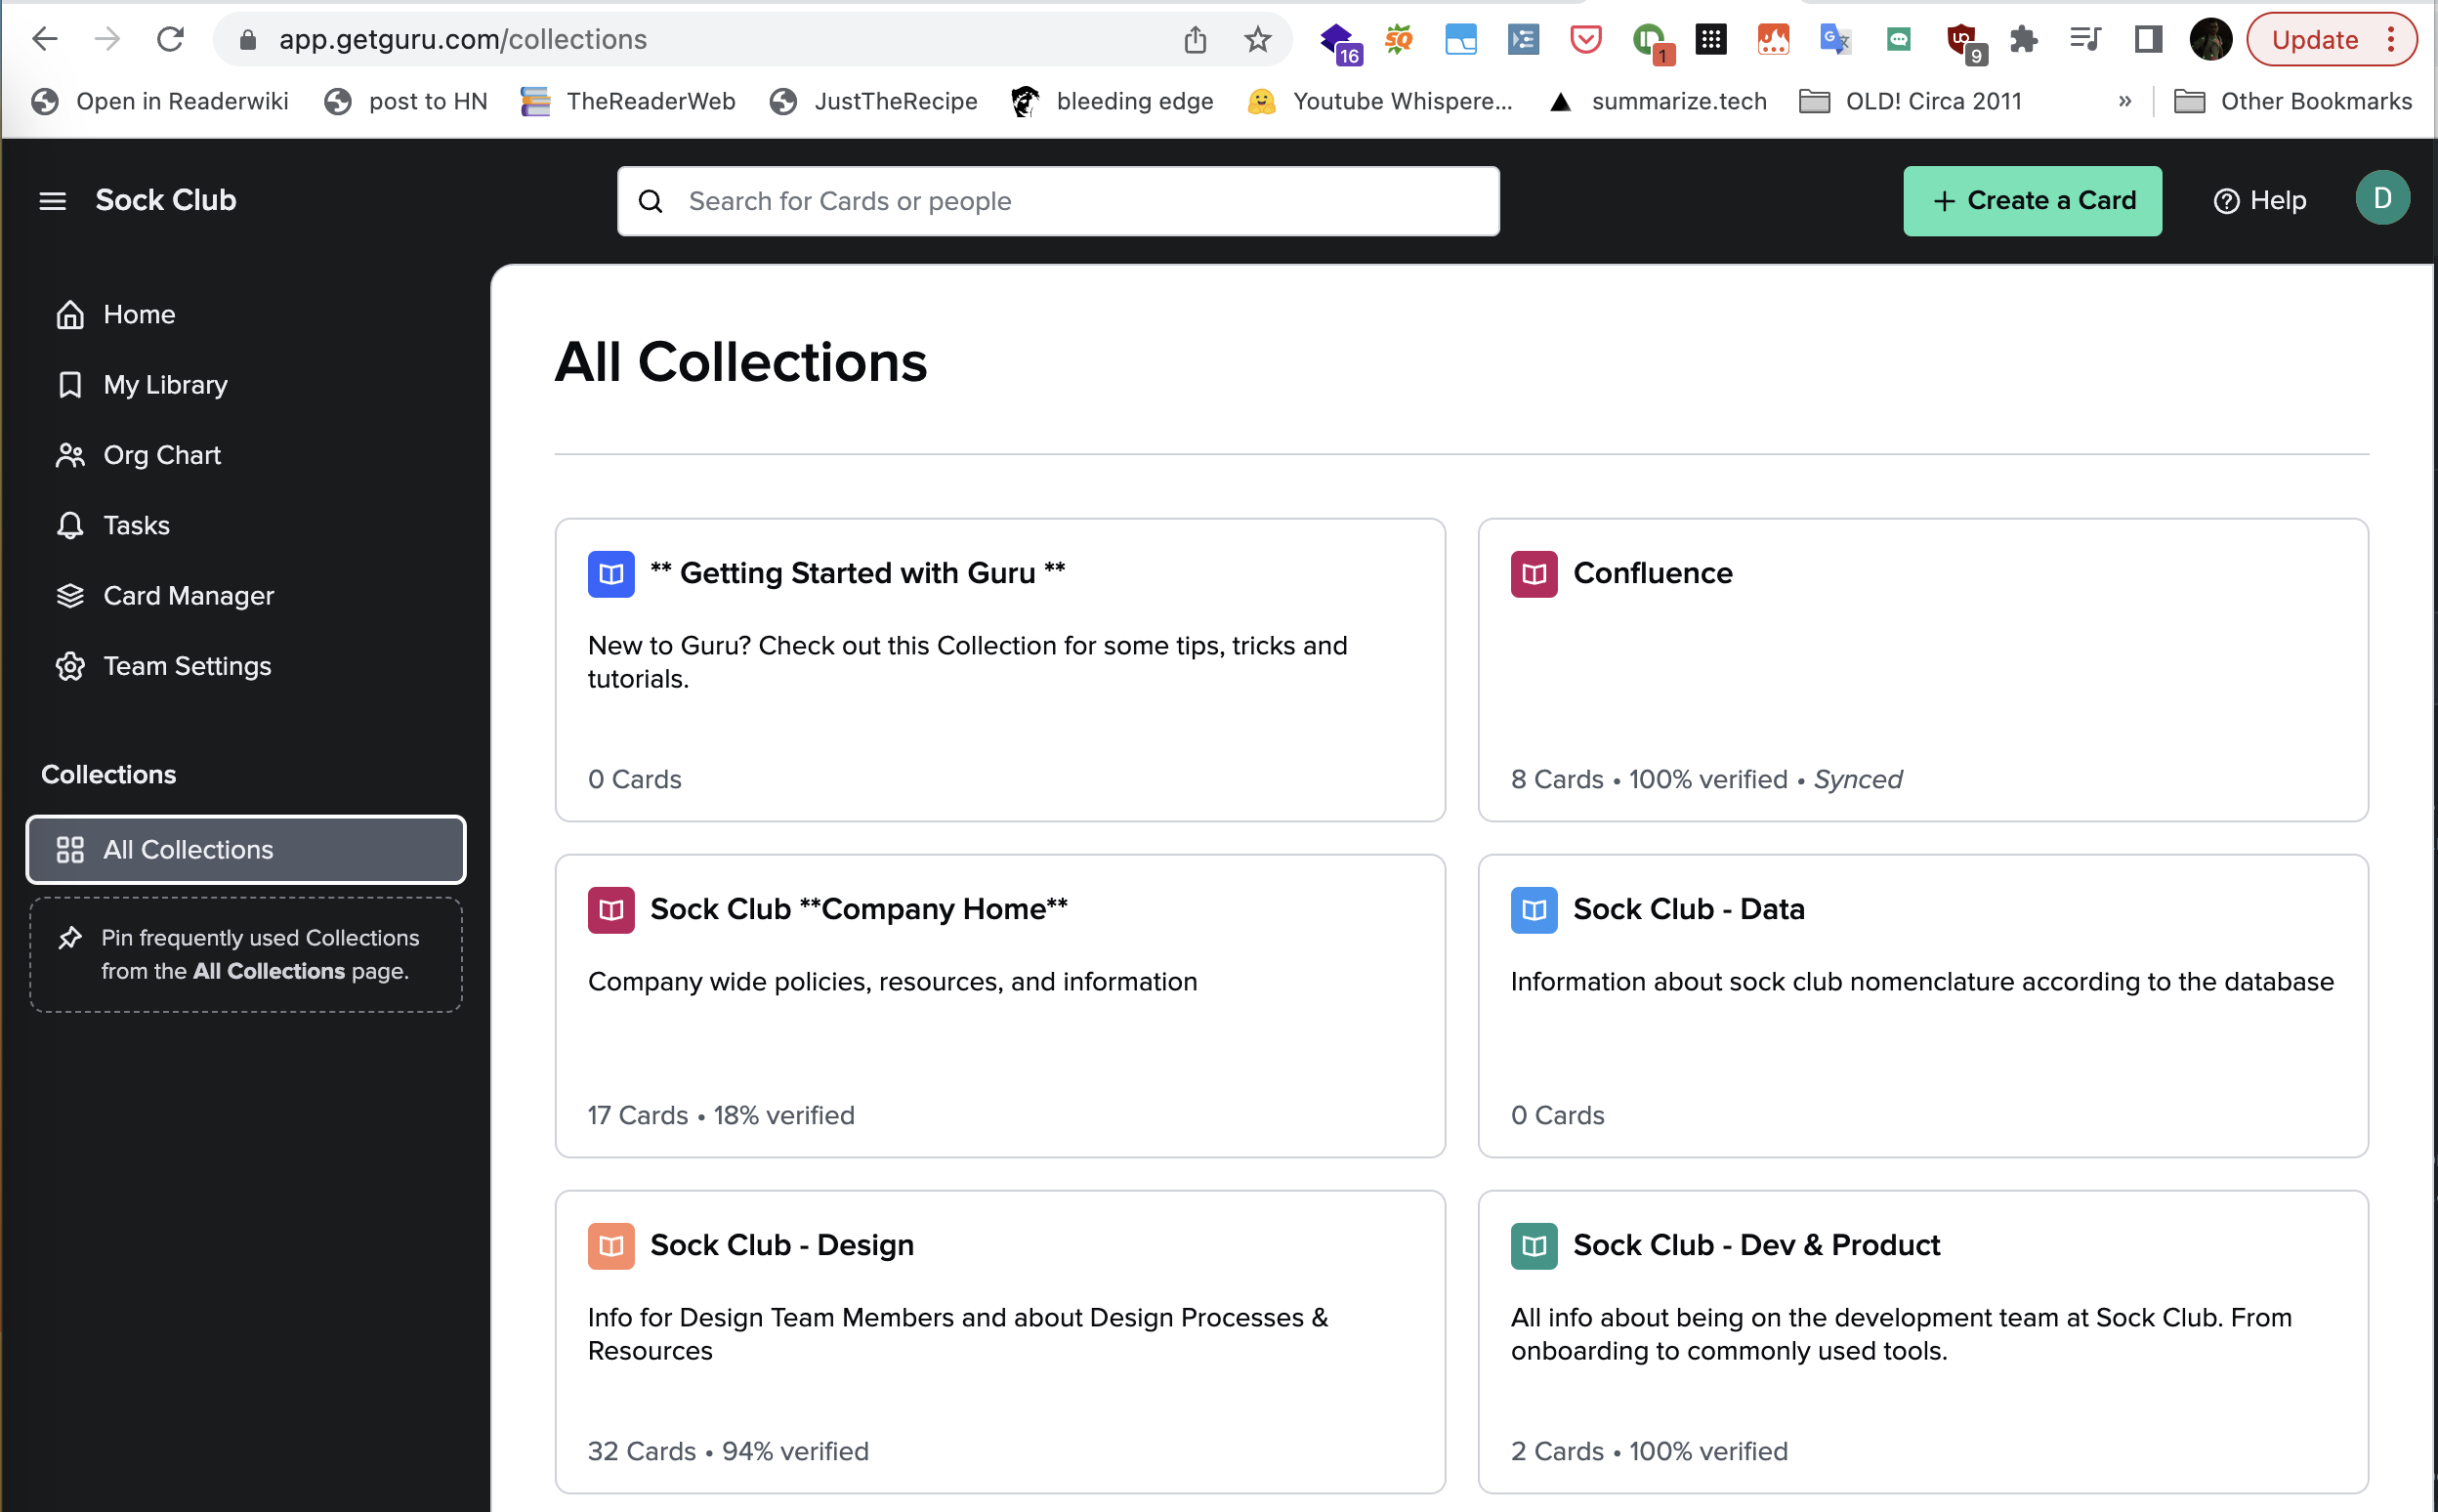 app.getguru.com/collections
16
1
9
Update
Open in Readerwiki
post to HN
TheReaderWeb
JustTheRecipe
bleeding edge
Youtube Whispere...
summarize.tech
OLD! Circa 2011
»
Other Bookmarks
Sock Club
Search for Cards or people
+ Create a Card
Help
D
Home
My Library
Org Chart
Tasks
Card Manager
Team Settings
Collections
All Collections
Pin frequently used Collections
from the All Collections page.
All Collections
** Getting Started with Guru **
New to Guru? Check out this Collection for some tips, tricks and
tutorials.
0 Cards
Confluence
8 Cards • 100% verified • Synced
Sock Club **Company Home**
Company wide policies, resources, and information
17 Cards • 18% verified
Sock Club - Data
Information about sock club nomenclature according to the database
0 Cards
Sock Club - Design
Info for Design Team Members and about Design Processes &
Resources
32 Cards • 94% verified
Sock Club - Dev & Product
All info about being on the development team at Sock Club. From
onboarding to commonly used tools.
2 Cards • 100% verified